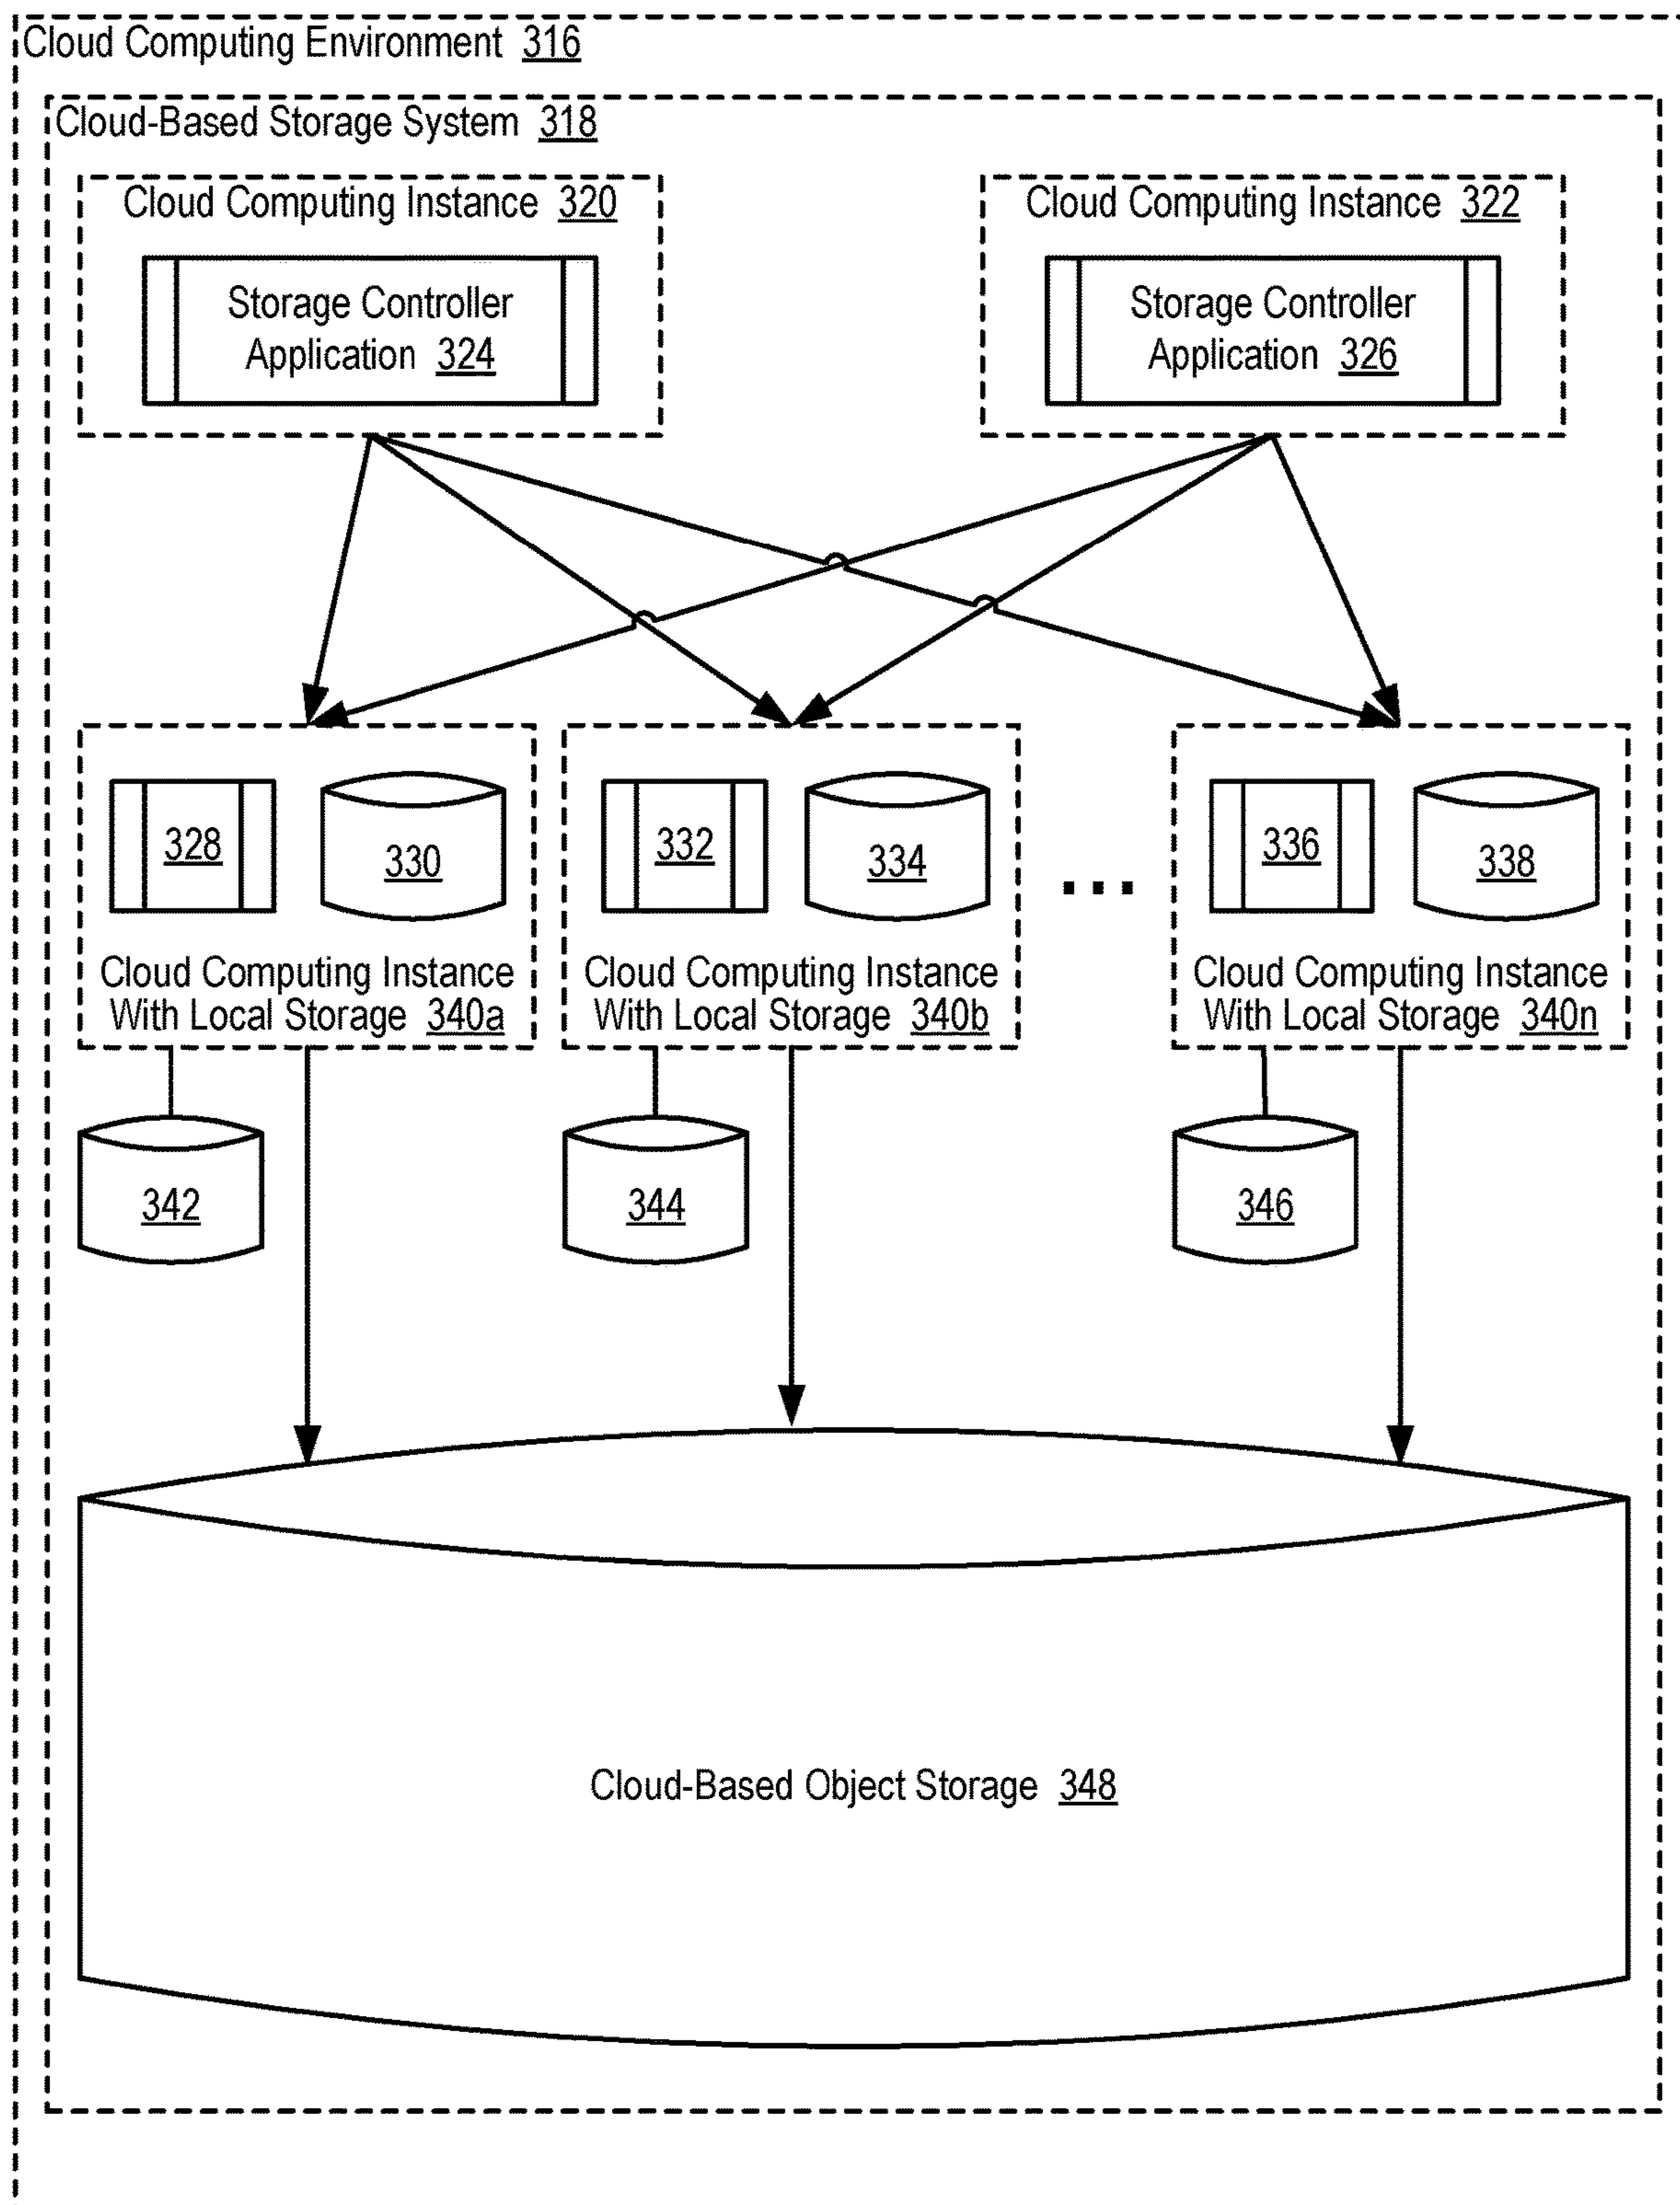 Cloud Computing Environment 316
Cloud-Based Storage System 318
Cloud Computing Instance 320
Storage Controller
Application 324
Cloud Computing Instance 322
Storage Controller
Application 326
328
330
Cloud Computing Instance
With Local Storage 340a
332
334
Cloud Computing Instance
With Local Storage 340b
...
336
338
Cloud Computing Instance
With Local Storage 340n
342
344
346
Cloud-Based Object Storage 348